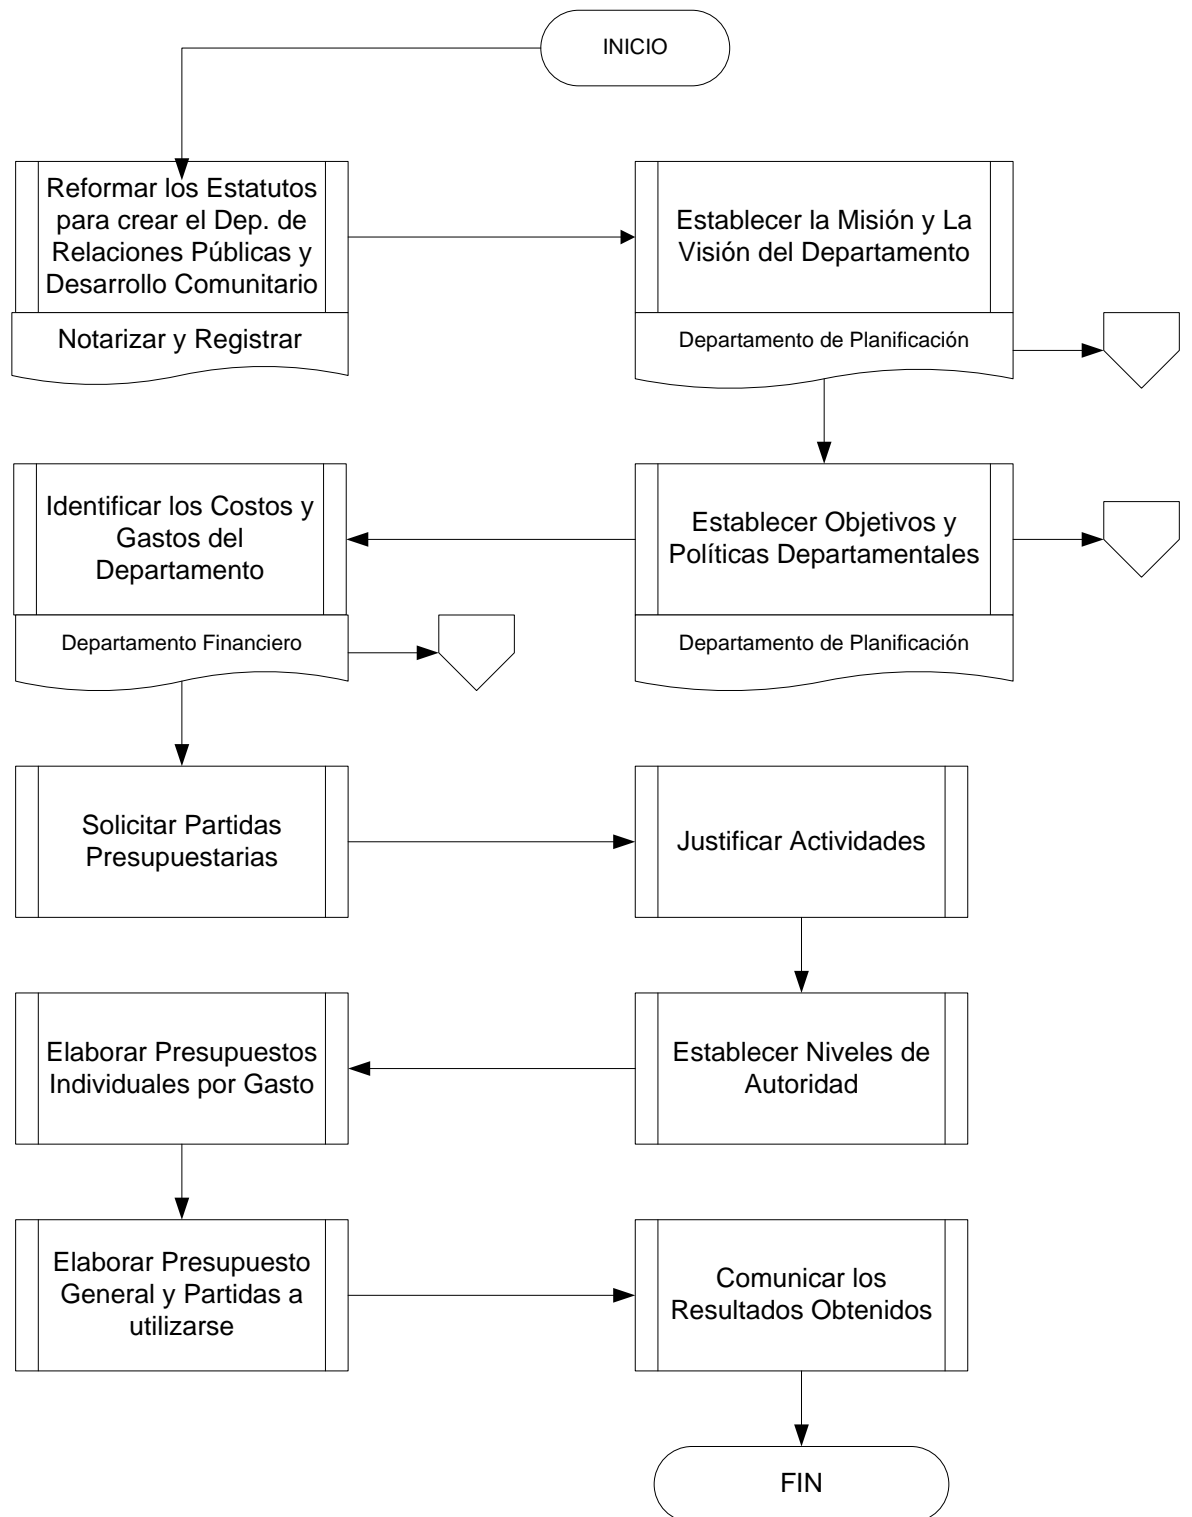 INICIO
Reformar los Estatutos
para crear el Dep. de
Relaciones Públicas y
Desarrollo Comunitario
Notarizar y Registrar
Establecer la Misión y La
Visión del Departamento
Departamento de Planificación
Establecer Objetivos y
Políticas Departamentales
Departamento de Planificación
Identificar los Costos y
Gastos del
Departamento
Departamento Financiero
Solicitar Partidas
Presupuestarias
Justificar Actividades
Establecer Niveles de
Autoridad
Elaborar Presupuestos
Individuales por Gasto
Elaborar Presupuesto
General y Partidas a
utilizarse
Comunicar los
Resultados Obtenidos
FIN